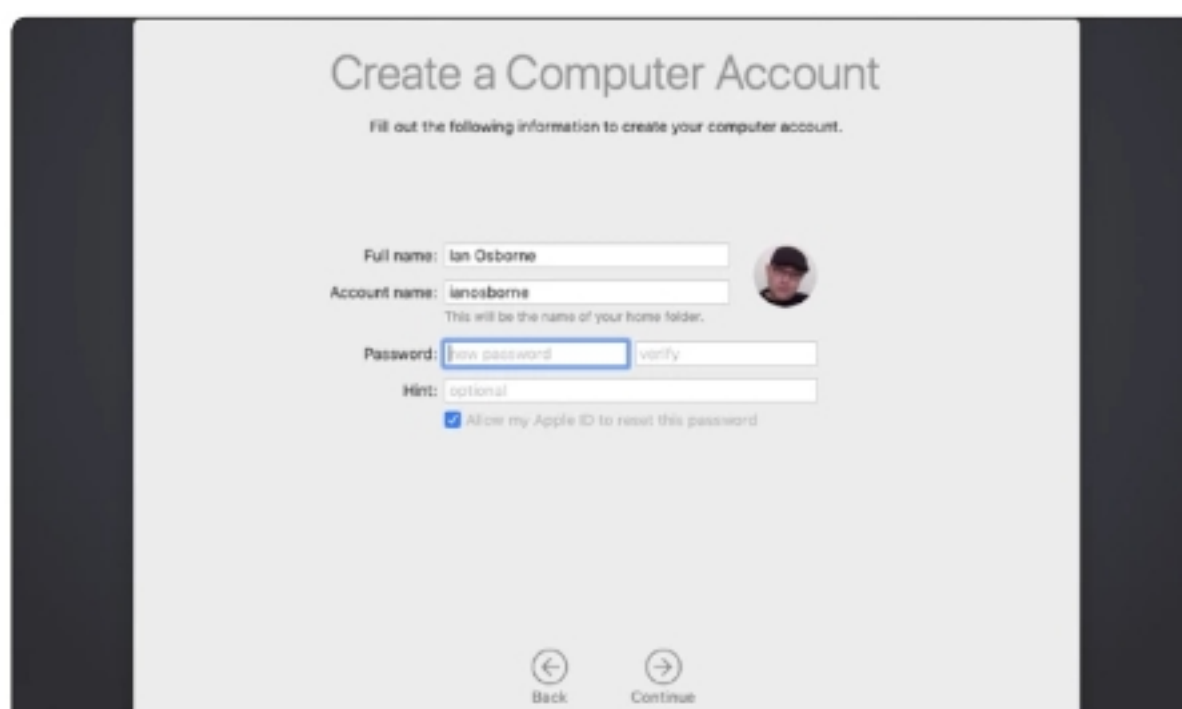 Create a Computer Account
Fill out the following information to create your computer account.
Full name: Ian Osborne
Account name: ianosborne
This will be the name of your home folder.
Password: new password verify
Hint: optional
Allow my Apple ID to reset this password
Back Continue